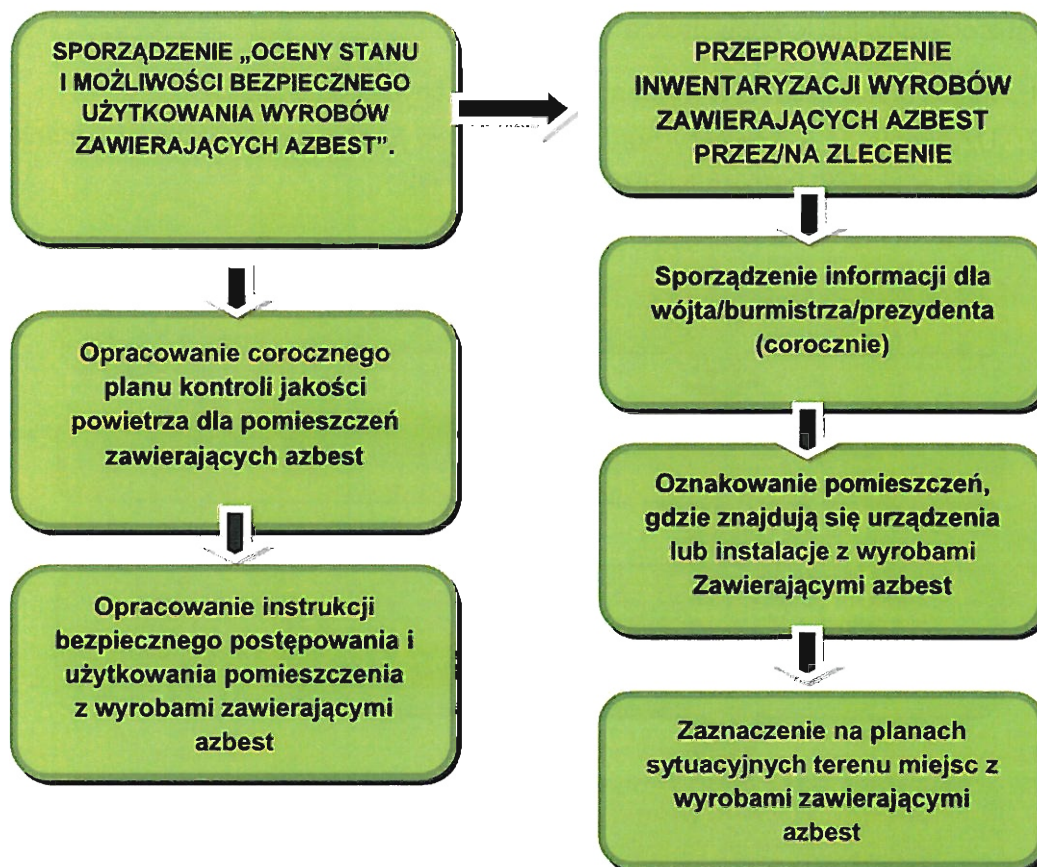 SPORZĄDZENIE „OCENY STANU
I MOŻLIWOŚCI BEZPIECZNEGO
UŻYTKOWANIA WYROBÓW
ZAWIERAJĄCYCH AZBEST”.
Opracowanie corocznego
planu kontroli jakości
powietrza dla pomieszczeń
zawierających azbest
Opracowanie instrukcji
bezpiecznego postępowania i
użytkowania pomieszczenia
z wyrobami zawierającymi
azbest
PRZEPROWADZENIE
INWENTARYZACJI WYROBÓW
ZAWIERAJĄCYCH AZBEST
PRZEZ/NA ZLECENIE
Sporządzenie informacji dla
wójta/burmistrza/prezydenta
(corocznie)
Oznakowanie pomieszczeń,
gdzie znajdują się urządzenia
lub instalacje z wyrobami
Zawierającymi azbest
Zaznaczenie na planach
sytuacyjnych terenu miejsc z
wyrobami zawierającymi
azbest